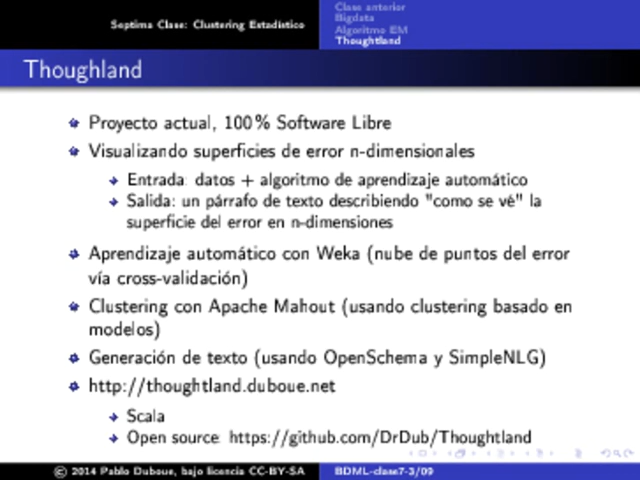 Septima Clase: Clustering Estadistico
Clase anterior
Bigdata
Algoritmo EM
Thoughtland
Thoughland
Proyecto actual, 100% Software Libre
Visualizando superficies de error n-dimensionales
Entrada: datos + algoritmo de aprendizaje automático
Salida: un párrafo de texto describiendo "como se vé" la
superficie del error en n-dimensiones
Aprendizaje automático con Weka (nube de puntos del error
vía cross-validación)
Clustering con Apache Mahout (usando clustering basado en
modelos)
Generación de texto (usando OpenSchema y SimpleNLG)
http://thoughtland.duboue.net
Scala
Open source: https://github.com/DrDub/Thoughtland
© 2014 Pablo Duboue, bajo licencia CC-BY-SA
BDML-clase7-3/09